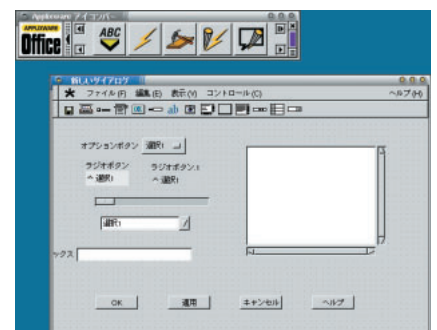 Applixware アイコンバー
APPLIXWARE
Office
ABC
新しいダイアログ
ファイル(F) 編集(E) 表示(V) コントロール(C) ヘルプ(H)
ab
オプションボタン 選択1
ラジオボタン ラジオボタン1
選択1 選択1
選択1
ックス
OK 適用 キャンセル ヘルプ